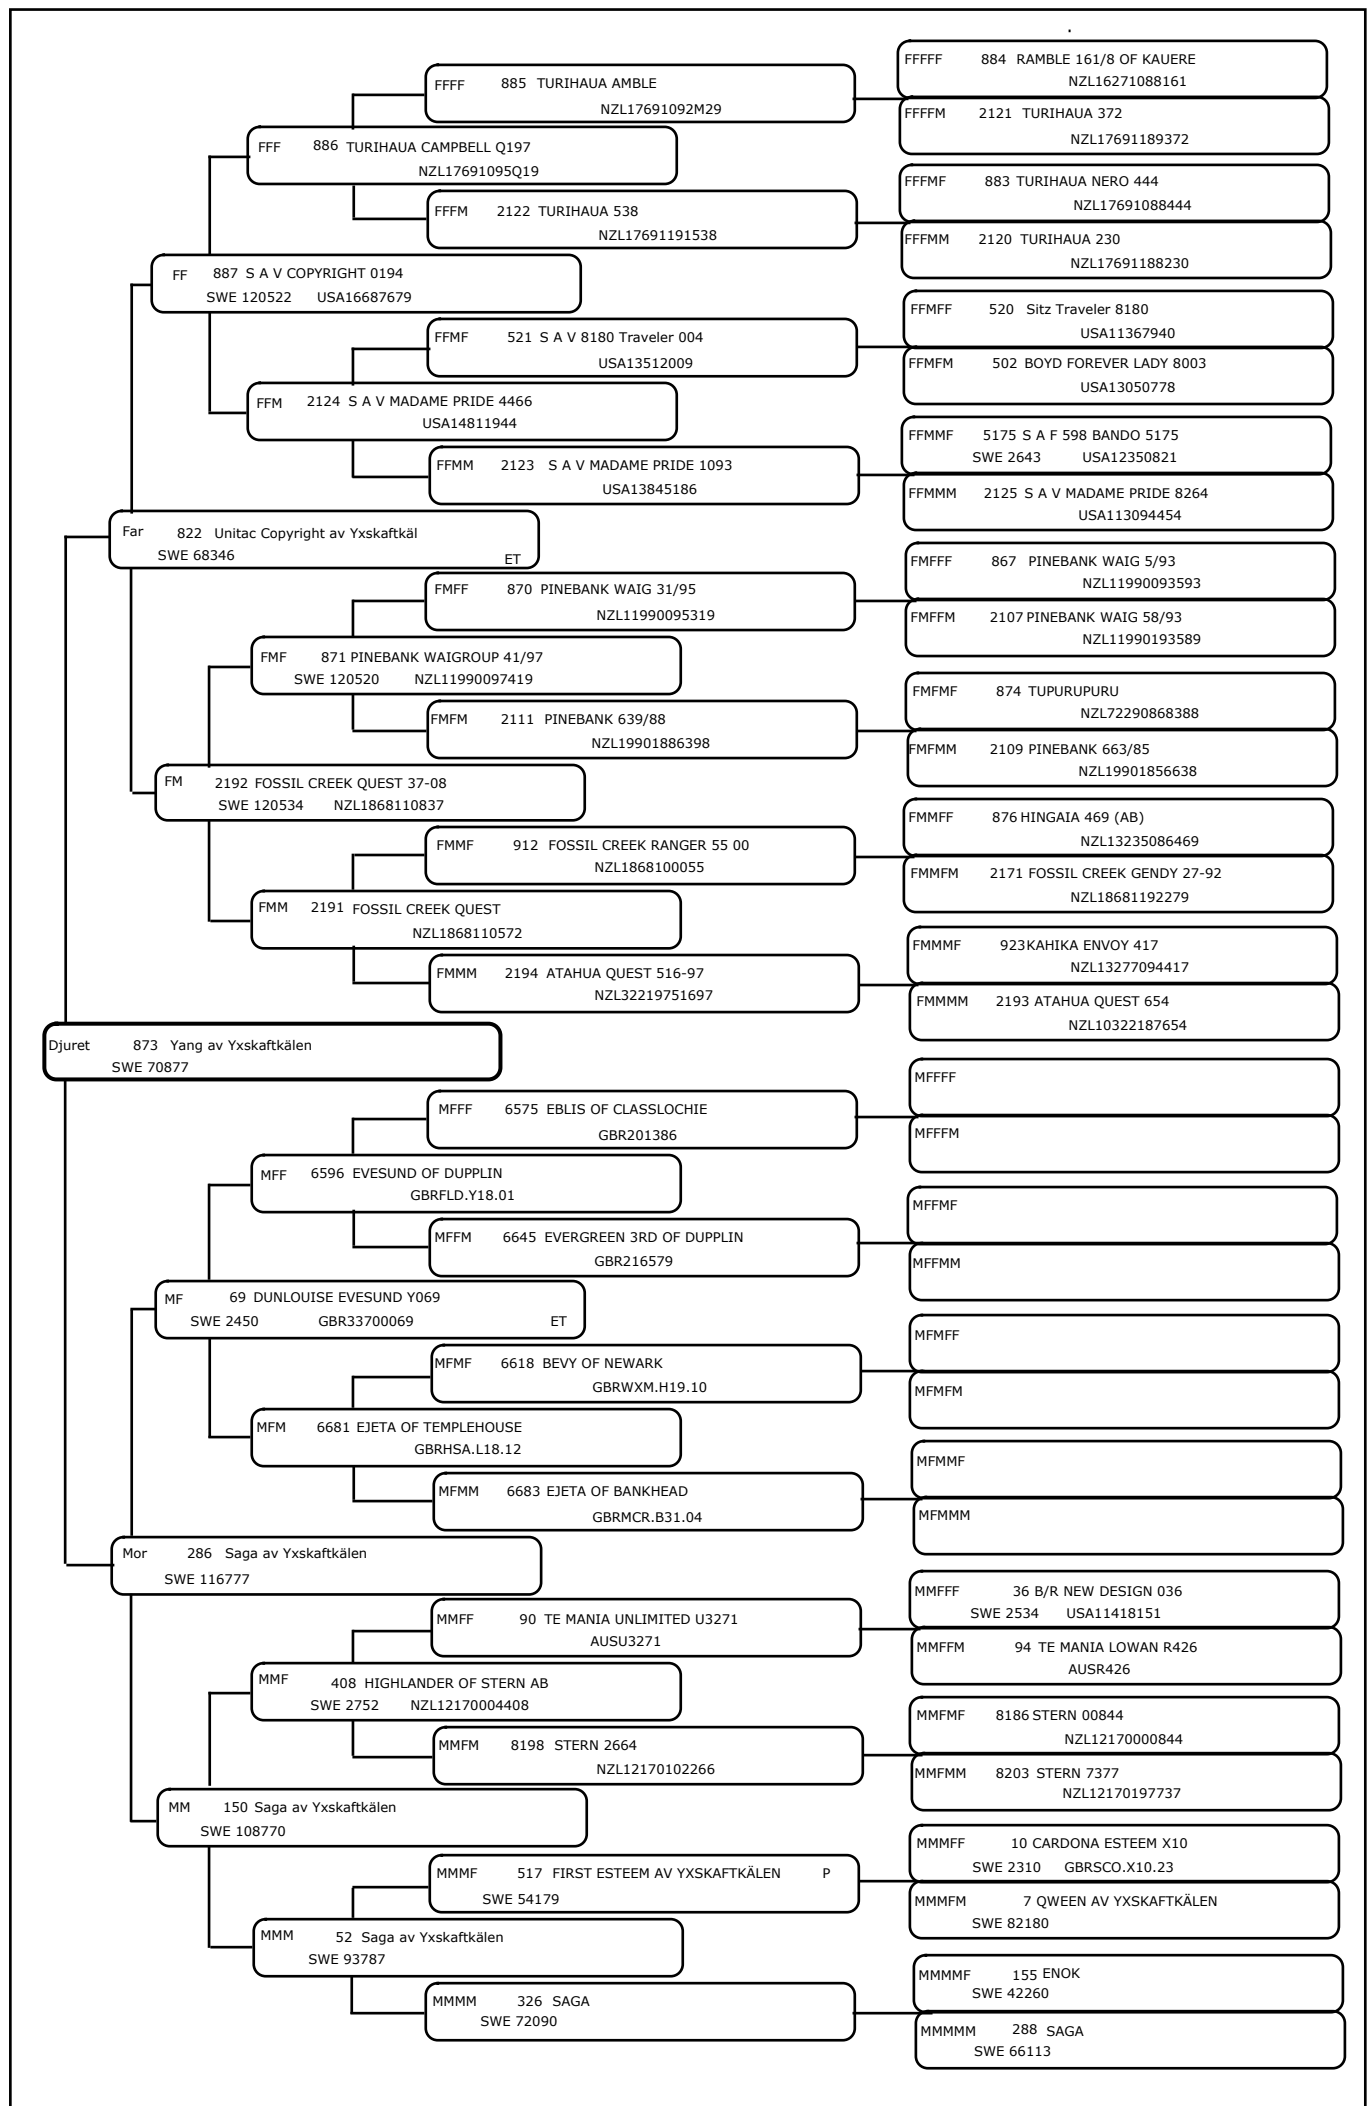 FFFFF 884 RAMBLE 161/8 OF KAUERE
NZL16271088161
FFFF 885 TURIHAUA AMBLE
NZL17691092M29
FFFFM 2121 TURIHAUA 372
NZL17691189372
FFF 886 TURIHAUA CAMPBELL Q197
NZL17691095Q19
FFFMF 883 TURIHAUA NERO 444
NZL17691088444
FFFM 2122 TURIHAUA 538
NZL17691191538
FFFMM 2120 TURIHAUA 230
NZL17691188230
FF 887 S A V COPYRIGHT 0194
SWE 120522 USA16687679
FFMFF 520 Sitz Traveler 8180
USA11367940
FFMF 521 S A V 8180 Traveler 004
USA13512009
FFMFM 502 BOYD FOREVER LADY 8003
USA13050778
FFM 2124 S A V MADAME PRIDE 4466
USA14811944
FFMMF 5175 S A F 598 BANDO 5175
SWE 2643 USA12350821
FFMM 2123 S A V MADAME PRIDE 1093
USA13845186
FFMMM 2125 S A V MADAME PRIDE 8264
USA113094454
Far 822 Unitac Copyright av Yxskaftkäl
SWE 68346 ET
FMFFF 867 PINEBANK WAIG 5/93
NZL11990093593
FMFF 870 PINEBANK WAIG 31/95
NZL11990095319
FMFFM 2107 PINEBANK WAIG 58/93
NZL11990193589
FMF 871 PINEBANK WAIGROUP 41/97
SWE 120520 NZL11990097419
FMFMF 874 TUPURUPURU
NZL72290868388
FMFM 2111 PINEBANK 639/88
NZL19901886398
FMFMM 2109 PINEBANK 663/85
NZL19901856638
FM 2192 FOSSIL CREEK QUEST 37-08
SWE 120534 NZL1868110837
FMMFF 876 HINGAIA 469 (AB)
NZL13235086469
FMMF 912 FOSSIL CREEK RANGER 55 00
NZL1868100055
FMMFM 2171 FOSSIL CREEK GENDY 27-92
NZL18681192279
FMM 2191 FOSSIL CREEK QUEST
NZL1868110572
FMMMF 923 KAHIKA ENVOY 417
NZL13277094417
FMMM 2194 ATAHUA QUEST 516-97
NZL32219751697
FMMMM 2193 ATAHUA QUEST 654
NZL10322187654
Djuret 873 Yang av Yxskaftkälen
SWE 70877
MFFFF
MFFF 6575 EBLIS OF CLASSLOCHIE
GBR201386
MFFFM
MFF 6596 EVESUND OF DUPPLIN
GBRFLD.Y18.01
MFFMF
MFFM 6645 EVERGREEN 3RD OF DUPPLIN
GBR216579
MFFMM
MF 69 DUNLOUISE EVESUND Y069
SWE 2450 GBR33700069 ET
MFMFF
MFMF 6618 BEVY OF NEWARK
GBRWXM.H19.10
MFMFM
MFM 6681 EJETA OF TEMPLEHOUSE
GBRHSA.L18.12
MFMMF
MFMM 6683 EJETA OF BANKHEAD
GBRMCR.B31.04
MFMMM
Mor 286 Saga av Yxskaftkälen
SWE 116777
MMFFF 36 B/R NEW DESIGN 036
SWE 2534 USA11418151
MMFF 90 TE MANIA UNLIMITED U3271
AUSU3271
MMFFM 94 TE MANIA LOWAN R426
AUSR426
MMF 408 HIGHLANDER OF STERN AB
SWE 2752 NZL12170004408
MMFMF 8186 STERN 00844
NZL12170000844
MMFM 8198 STERN 2664
NZL12170102266
MMFMM 8203 STERN 7377
NZL12170197737
MM 150 Saga av Yxskaftkälen
SWE 108770
MMMFF 10 CARDONA ESTEEM X10
SWE 2310 GBRSCO.X10.23
MMMF 517 FIRST ESTEEM AV YXSKAFTKÄLEN P
SWE 54179
MMMFM 7 QWEEN AV YXSKAFTKÄLEN
SWE 82180
MMM 52 Saga av Yxskaftkälen
SWE 93787
MMMMF 155 ENOK
SWE 42260
MMMM 326 SAGA
SWE 72090
MMMMM 288 SAGA
SWE 66113